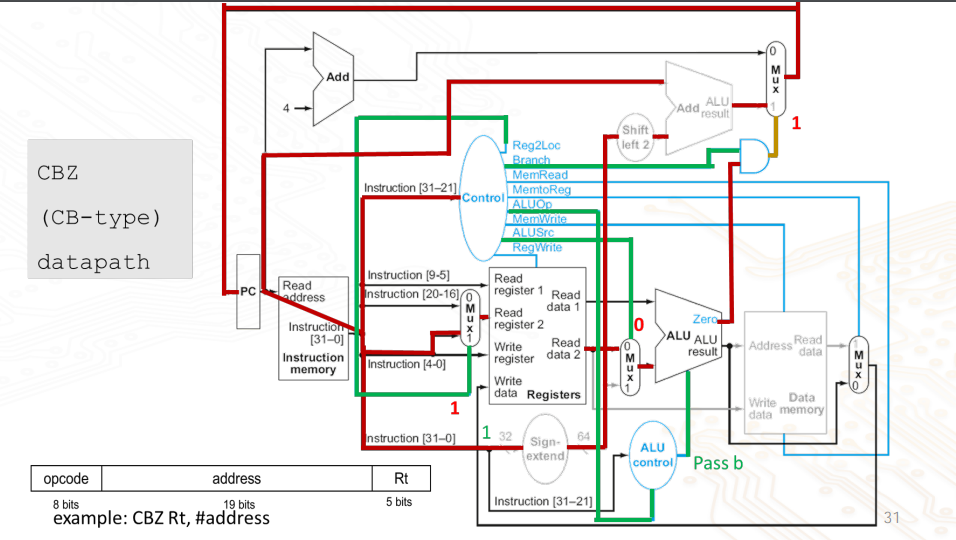 CBZ
(CB-type)
datapath
Add
4
0
M
u
x
1
1
Add
ALU
result
Shift
left 2
Reg2Loc
Branch
MemRead
MemtoReg
ALUOp
MemWrite
ALUSrc
RegWrite
Control
Instruction [31–21]
PC
Read
address
Instruction
[31–0]
Instruction
memory
Instruction [9-5]
Instruction [20-16]
Instruction [4-0]
0
M
u
x
1
1
Read
register 1
Read
register 2
Write
register
Write
data
Read
data 1
Read
data 2
Registers
0
0
M
u
x
1
Zero
ALU
ALU
result
Address
Read
data
Write
data
Data
memory
1
M
u
x
0
Instruction [31–0]
1
32
Sign-
extend
64
ALU
control
Pass b
Instruction [31–21]
opcode
address
Rt
8 bits
19 bits
5 bits
example: CBZ Rt, #address
31